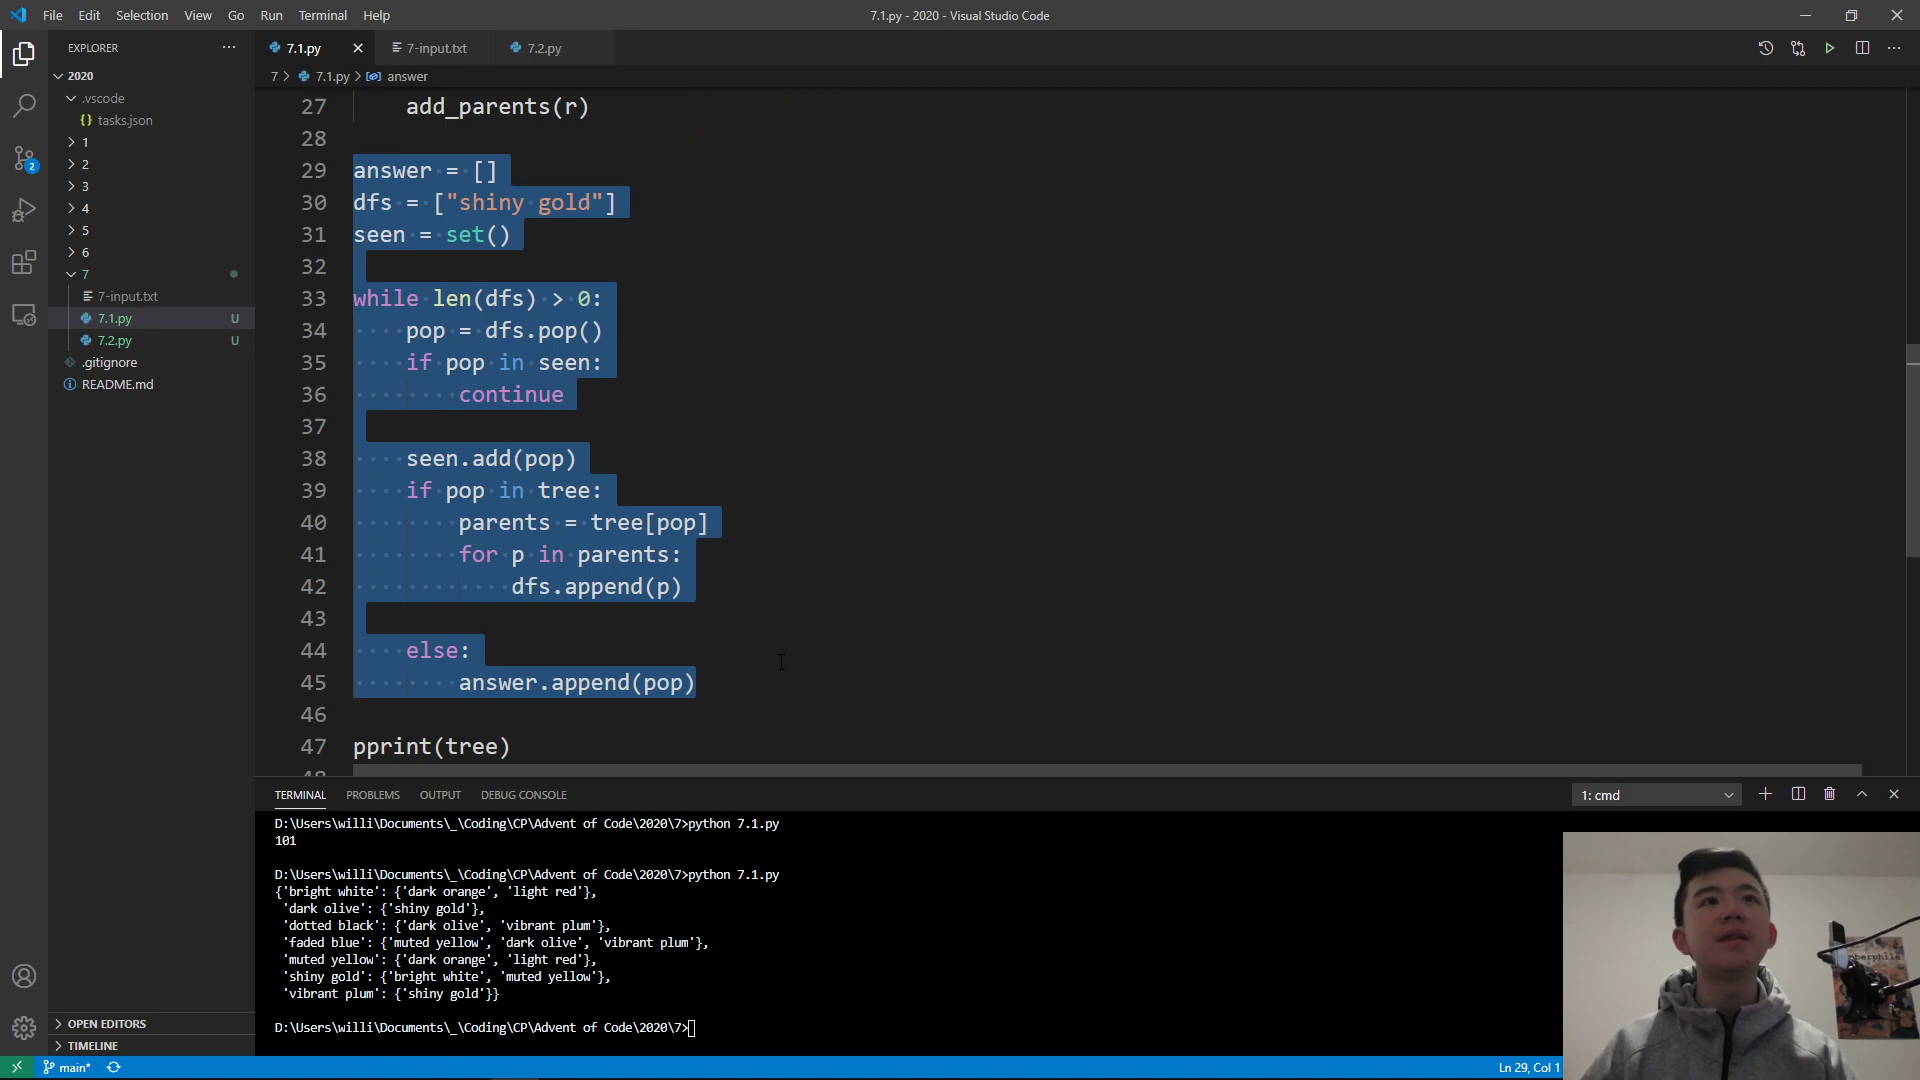 File Edit Selection View Go Run Terminal Help
7.1.py - 2020 - Visual Studio Code
EXPLORER
7.1.py
7-input.txt
7.2.py
2020
7 > 7.1.py > answer
.vscode
tasks.json
1
2
3
4
5
6
7
7-input.txt
7.1.py U
7.2.py U
.gitignore
README.md
2
27 add_parents(r)
28
29 answer = []
30 dfs = ["shiny gold"]
31 seen = set()
32
33 while len(dfs) > 0:
34 pop = dfs.pop()
35 if pop in seen:
36 continue
37
38 seen.add(pop)
39 if pop in tree:
40 parents = tree[pop]
41 for p in parents:
42 dfs.append(p)
43
44 else:
45 answer.append(pop)
46
47 pprint(tree)
48
TERMINAL PROBLEMS OUTPUT DEBUG CONSOLE
1: cmd
D:\Users\willi\Documents\_\Coding\CP\Advent of Code\2020\7>python 7.1.py
101
D:\Users\willi\Documents\_\Coding\CP\Advent of Code\2020\7>python 7.1.py
{'bright white': {'dark orange', 'light red'},
'dark olive': {'shiny gold'},
'dotted black': {'dark olive', 'vibrant plum'},
'faded blue': {'muted yellow', 'dark olive', 'vibrant plum'},
'muted yellow': {'dark orange', 'light red'},
'shiny gold': {'bright white', 'muted yellow'},
'vibrant plum': {'shiny gold'}}
D:\Users\willi\Documents\_\Coding\CP\Advent of Code\2020\7>
OPEN EDITORS
TIMELINE
main*
Ln 29, Col 1